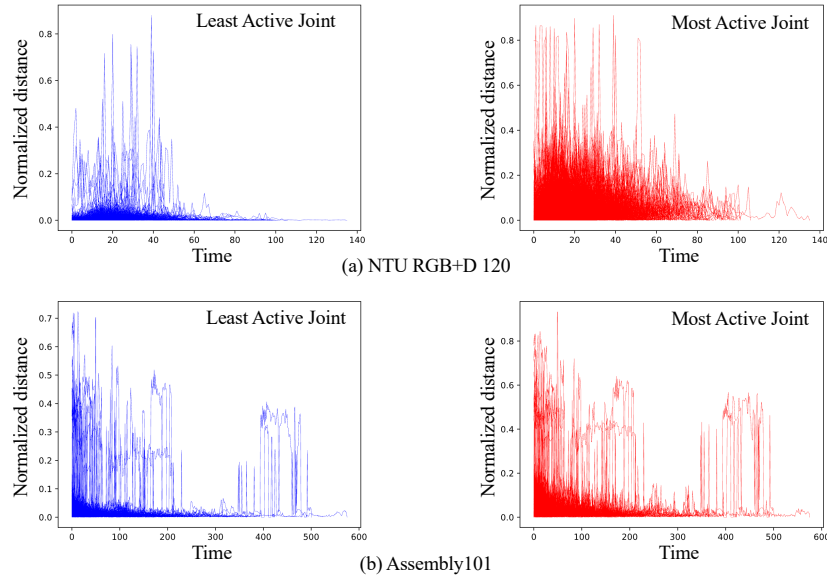 Least Active Joint
Normalized distance
0.8
0.6
0.4
0.2
0.0
0 20 40 60 80 100 120 140
Time
Most Active Joint
Normalized distance
0.8
0.6
0.4
0.2
0.0
0 20 40 60 80 100 120 140
Time
(a) NTU RGB+D 120
Least Active Joint
Normalized distance
0.7
0.6
0.5
0.4
0.3
0.2
0.1
0.0
0 100 200 300 400 500 600
Time
Most Active Joint
Normalized distance
0.8
0.6
0.4
0.2
0.0
0 100 200 300 400 500 600
Time
(b) Assembly101